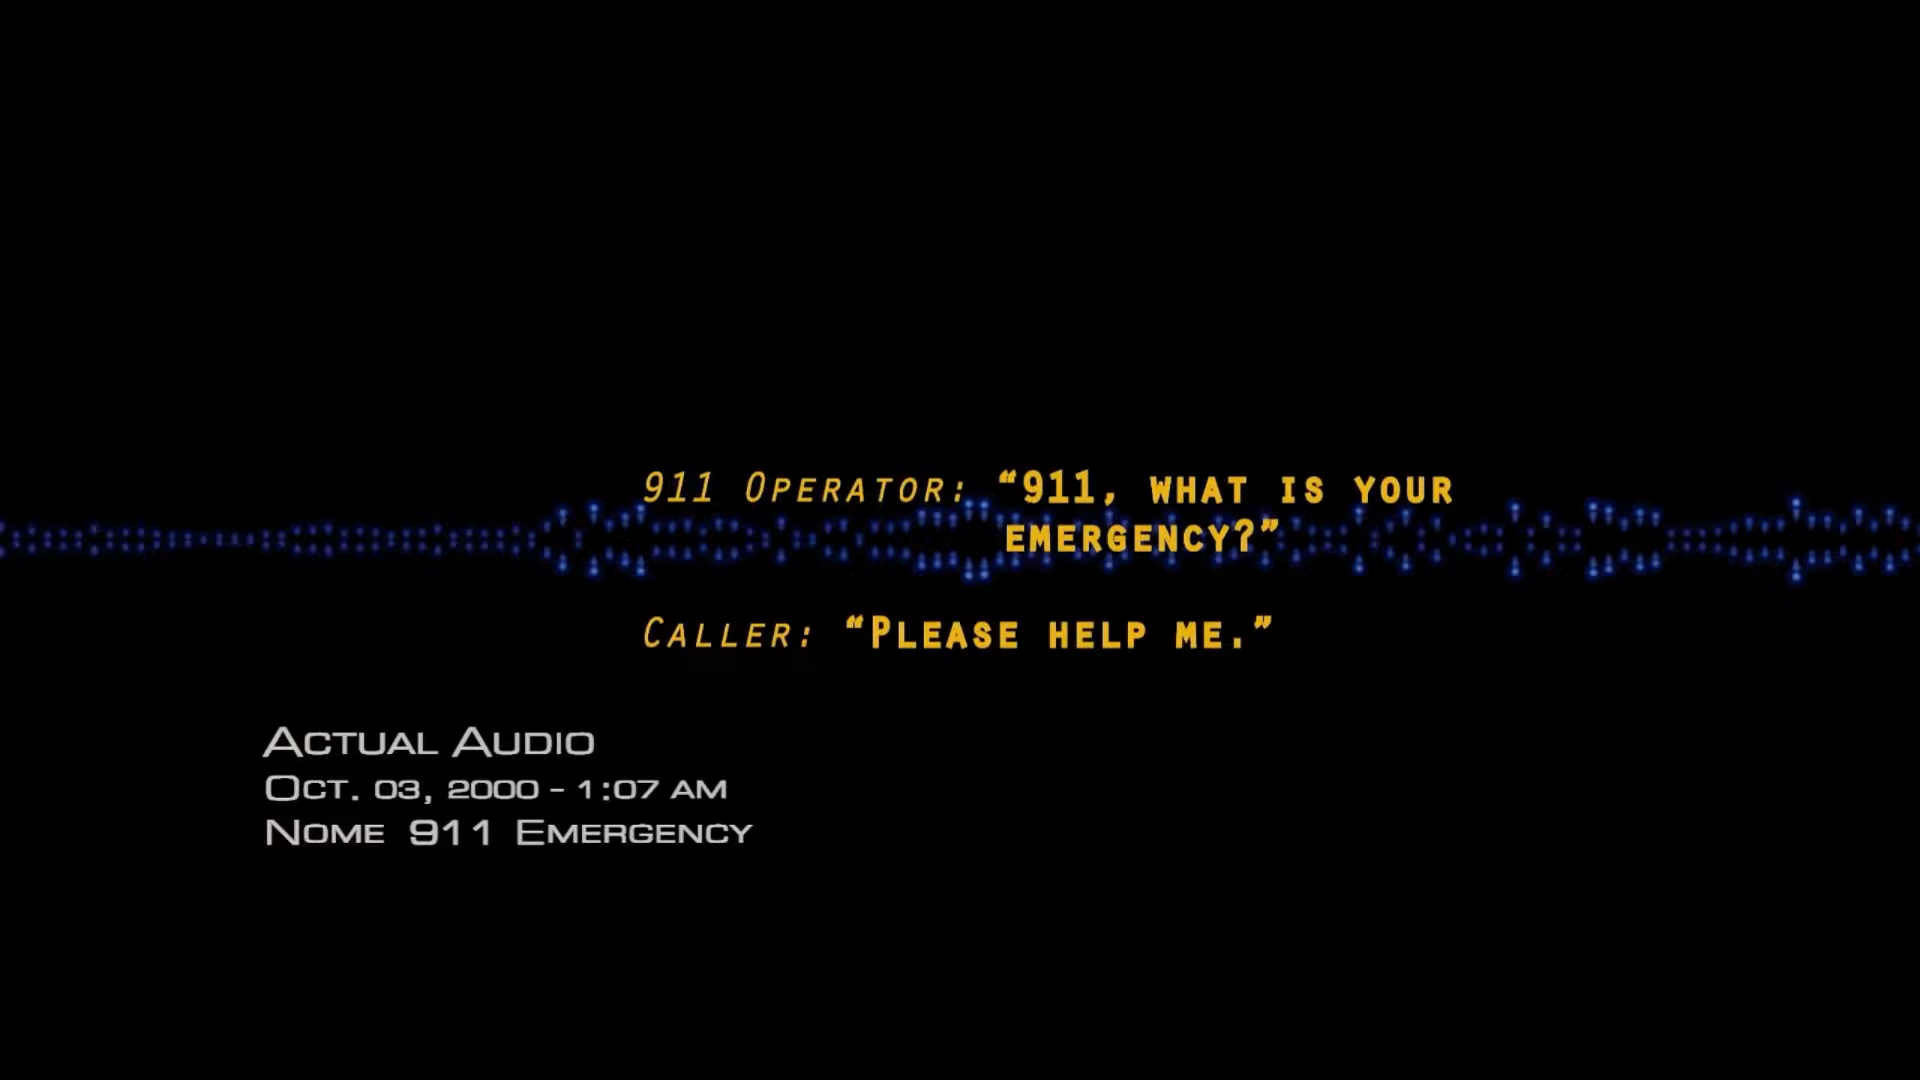 911 Operator: “911, what is your
emergency?”
Caller: “Please help me.”
Actual Audio
Oct. 03, 2000 - 1:07 am
Nome 911 Emergency